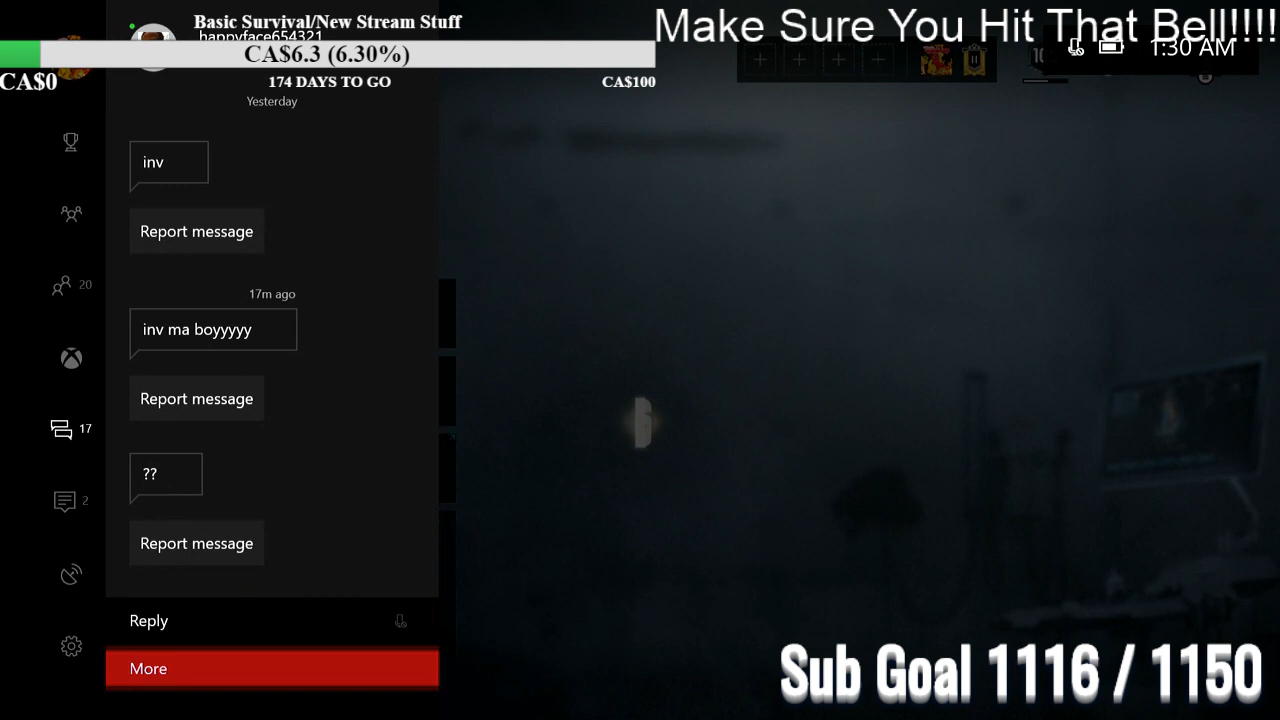 Basic Survival/New Stream Stuff
happyface654321
Make Sure You Hit That Bell!!!!
CA$6.3 (6.30%)
1:30 AM
CA$0
174 DAYS TO GO
CA$100
Yesterday
inv
Report message
20
17m ago
inv ma boyyyyy
Report message
17
??
2
Report message
Reply
More
Sub Goal 1116 / 1150